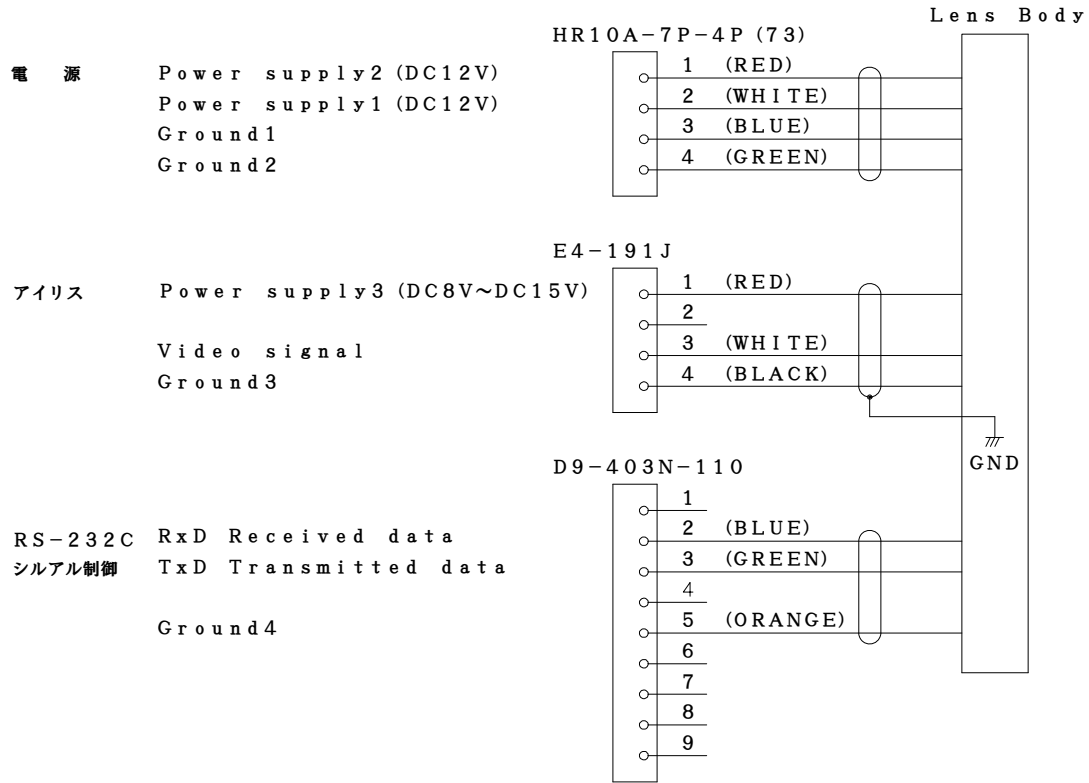 Lens Body
HR10A-7P-4P(73)
電 源 Power supply2(DC12V) 1 (RED)
Power supply1(DC12V) 2 (WHITE)
Ground1 3 (BLUE)
Ground2 4 (GREEN)
E4-191J
アイリス Power supply3(DC8V～DC15V) 1 (RED)
2
Video signal 3 (WHITE)
Ground3 4 (BLACK)
GND
D9-403N-110
1
RS-232C RxD Received data 2 (BLUE)
シルアル制御 TxD Transmitted data 3 (GREEN)
4
Ground4 5 (ORANGE)
6
7
8
9